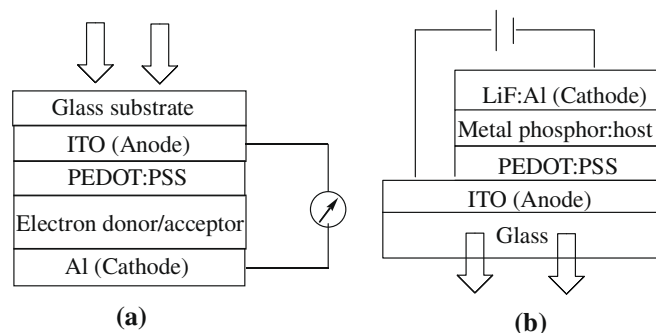 Glass substrate
ITO (Anode)
PEDOT:PSS
Electron donor/acceptor
Al (Cathode)
(a)
LiF:Al (Cathode)
Metal phosphor:host
PEDOT:PSS
ITO (Anode)
Glass
(b)